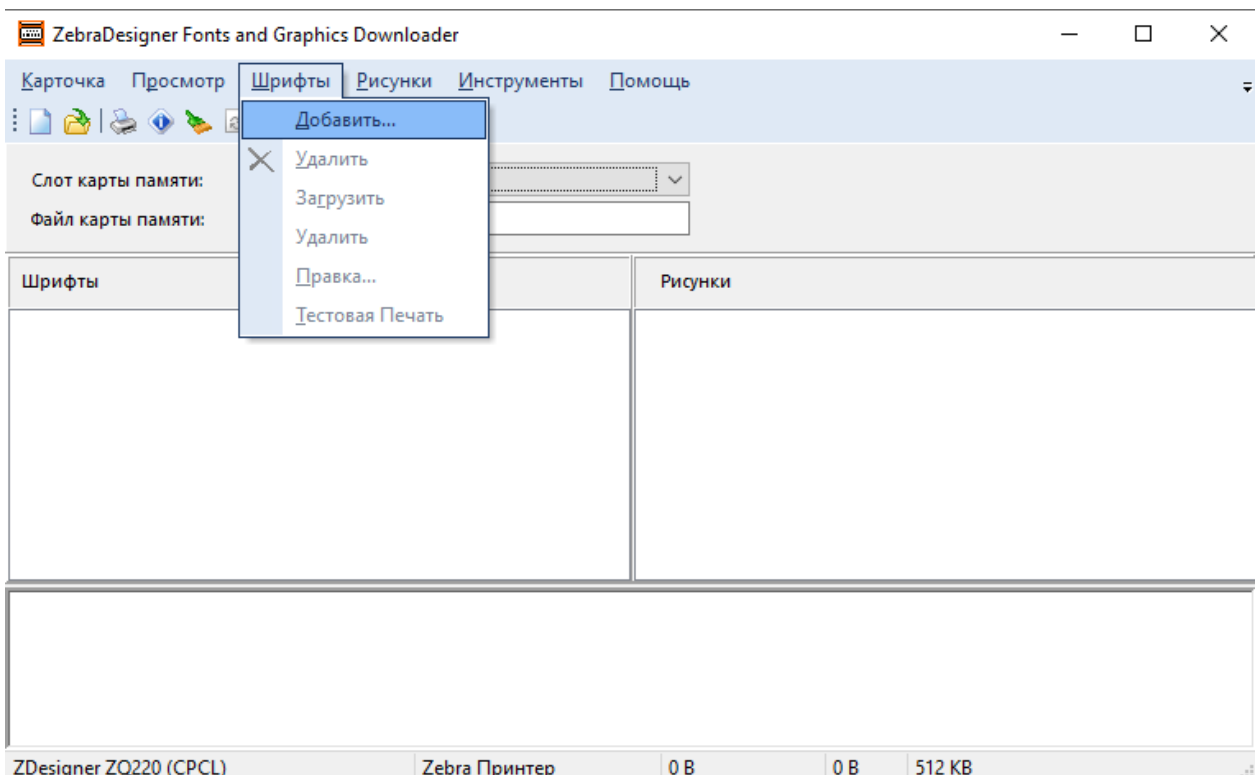 ZebraDesigner Fonts and Graphics Downloader
Карточка Просмотр Шрифты Рисунки Инструменты Помощь
Добавить...
Удалить
Слот карты памяти:
Загрузить
Файл карты памяти:
Удалить
Правка...
Шрифты
Рисунки
Тестовая Печать
ZDesigner ZQ220 (CPCL) Zebra Принтер 0 B 0 B 512 KB